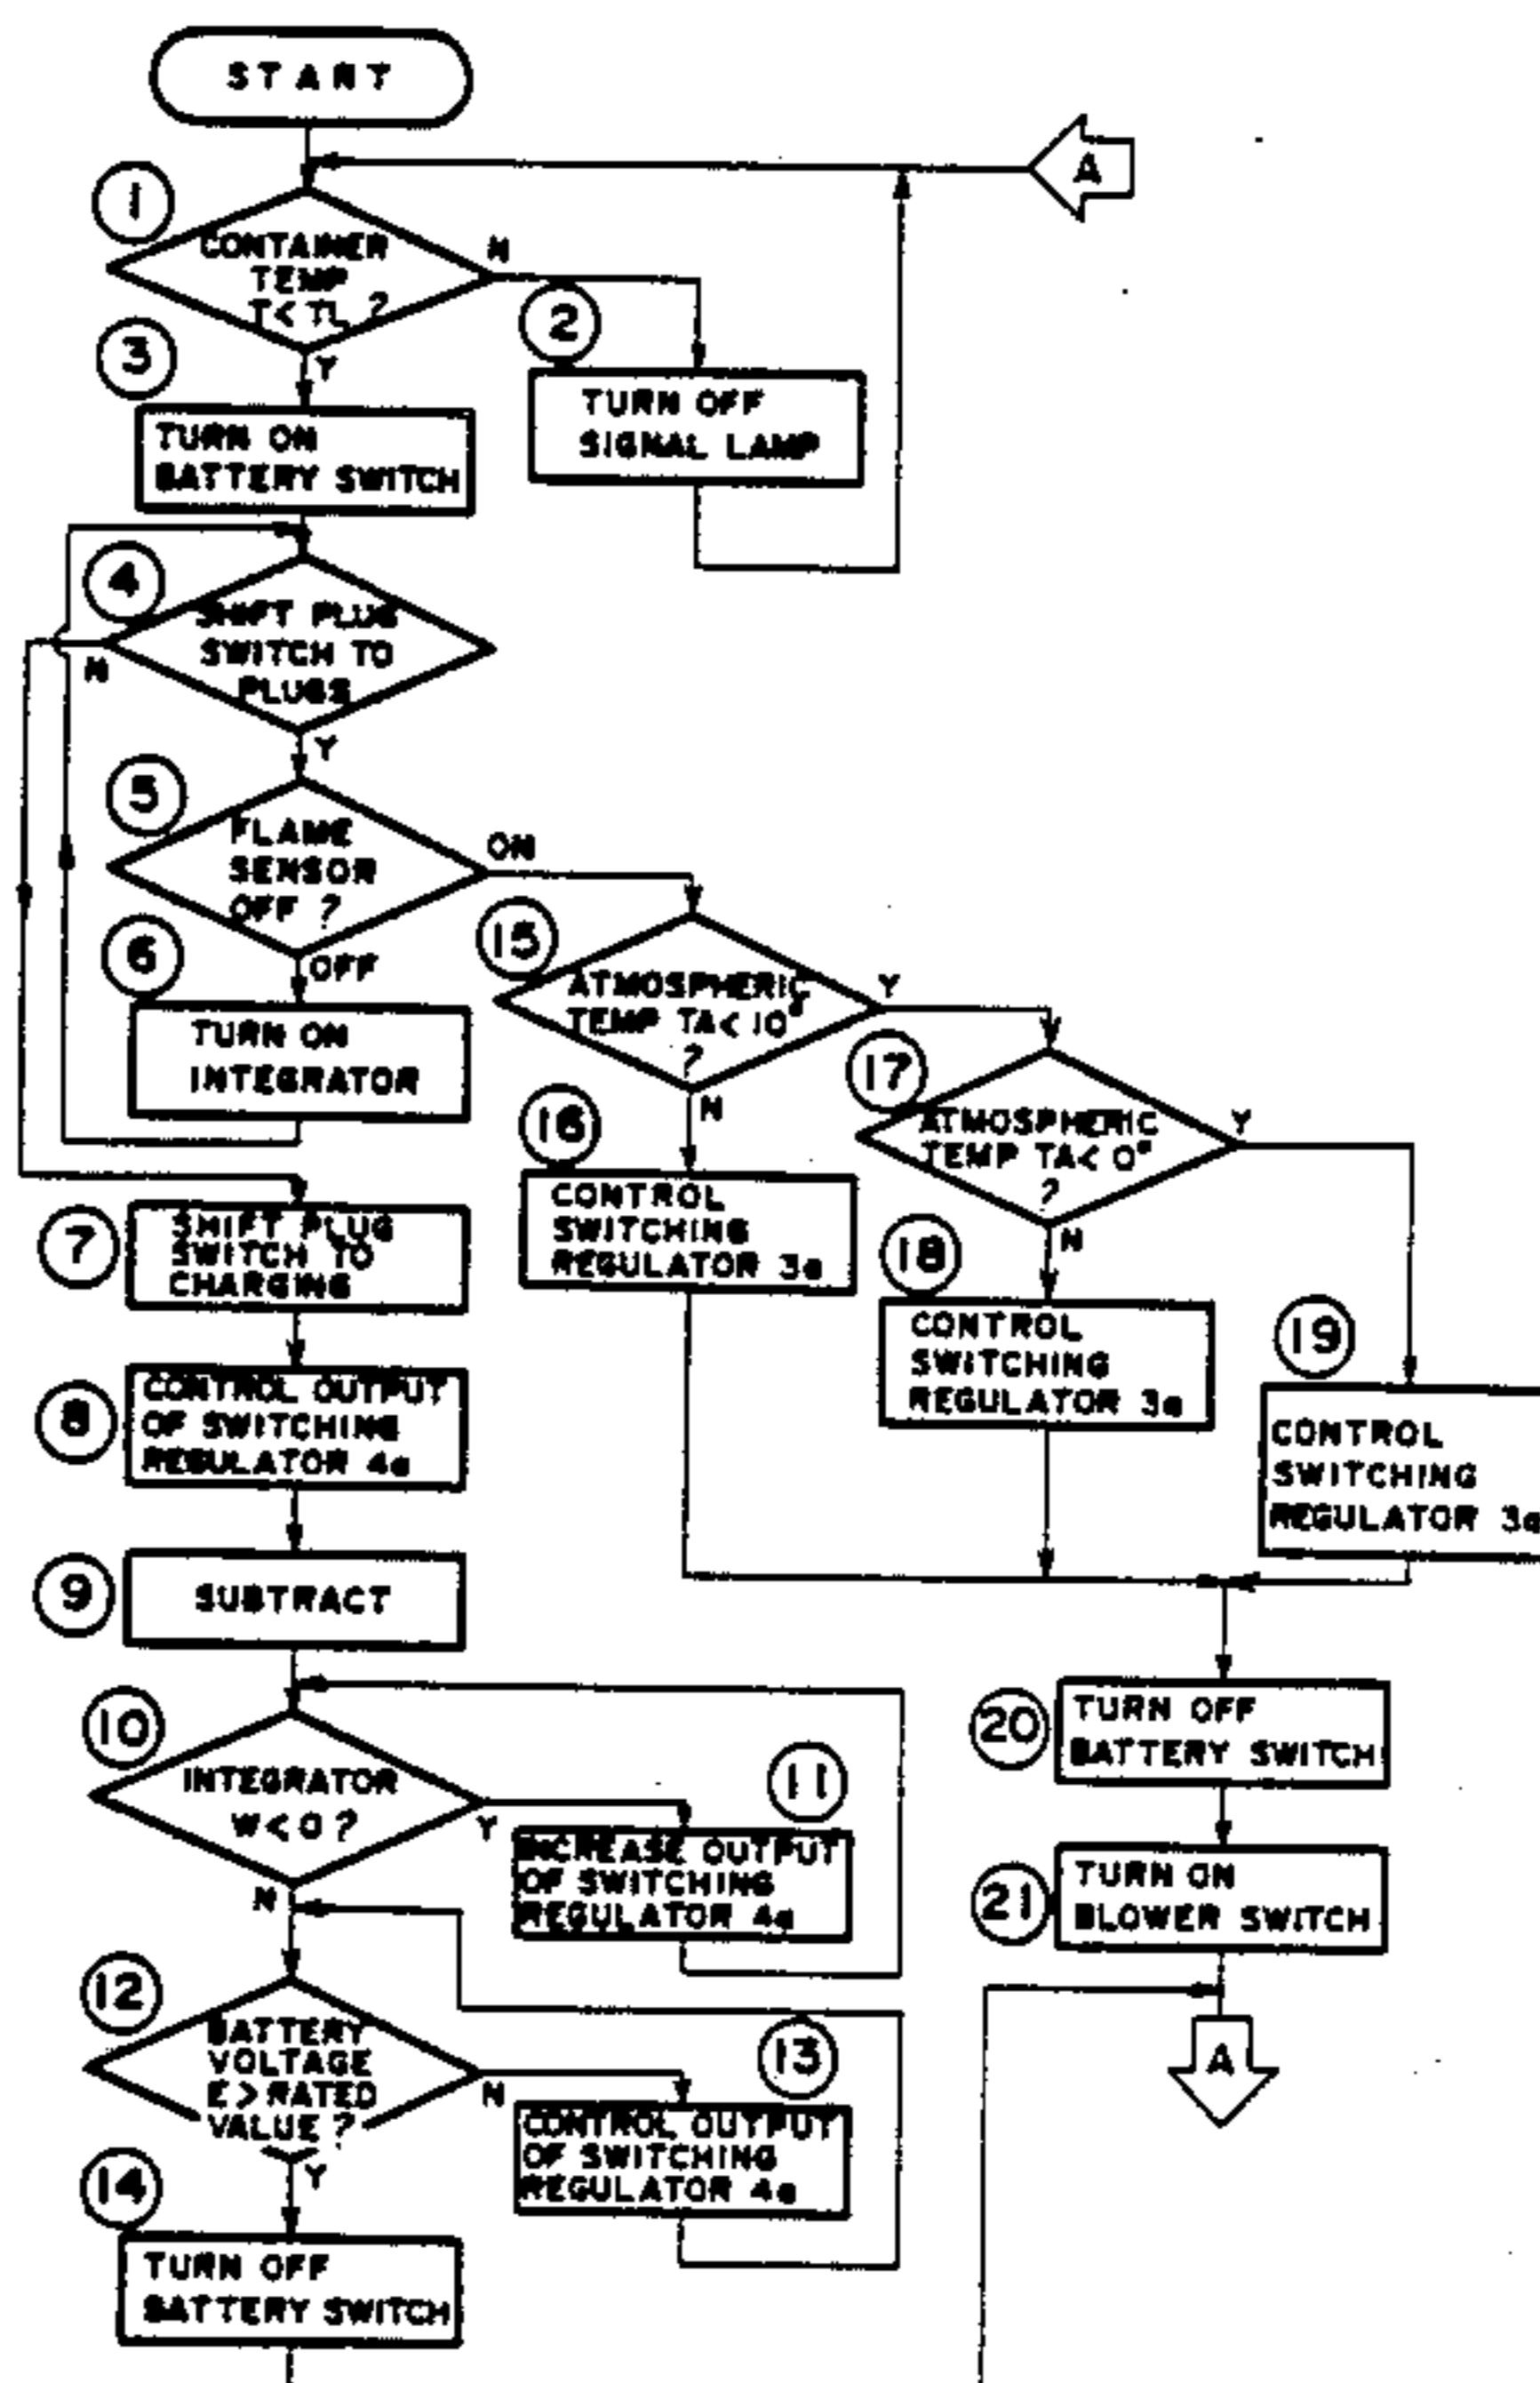 START
A
1
CONTAINER
TEMP
T< TL ?
N
Y
2
TURN OFF
SIGNAL LAMP
3
TURN ON
BATTERY SWITCH
4
SHIFT PLUG
SWITCH TO
PLUGS
N
Y
5
FLAME
SENSOR
OFF ?
ON
OFF
6
TURN ON
INTEGRATOR
7
SHIFT PLUG
SWITCH TO
CHARGING
8
CONTROL OUTPUT
OF SWITCHING
REGULATOR 4a
9
SUBTRACT
10
INTEGRATOR
W< 0 ?
Y
N
11
INCREASE OUTPUT
OF SWITCHING
REGULATOR 4a
12
BATTERY
VOLTAGE
E > RATED
VALUE ?
N
Y
13
CONTROL OUTPUT
OF SWITCHING
REGULATOR 4a
14
TURN OFF
BATTERY SWITCH
15
ATMOSPHERIC
TEMP TA< 10°
?
Y
N
16
CONTROL
SWITCHING
REGULATOR 3a
17
ATMOSPHERIC
TEMP TA< 0°
?
Y
N
18
CONTROL
SWITCHING
REGULATOR 3a
19
CONTROL
SWITCHING
REGULATOR 3a
20
TURN OFF
BATTERY SWITCH
21
TURN ON
BLOWER SWITCH
A